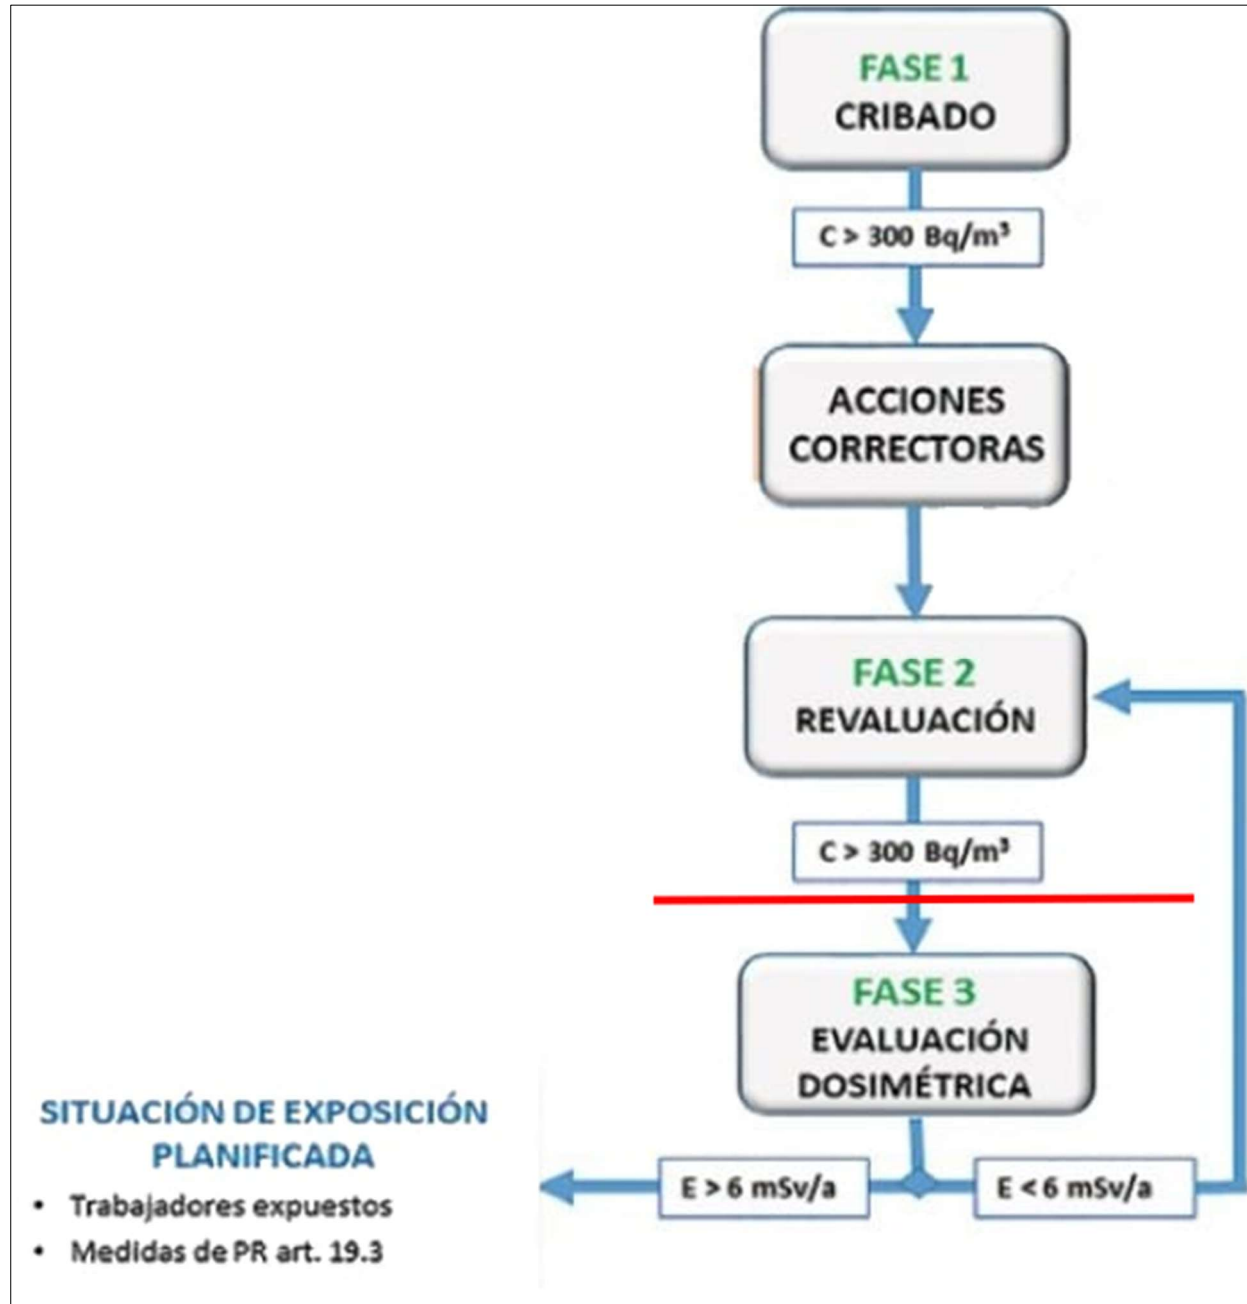 FASE 1
CRIBADO
C > 300 Bq/m³
ACCIONES
CORRECTORAS
FASE 2
REVALUACIÓN
C > 300 Bq/m³
FASE 3
EVALUACIÓN
DOSIMÉTRICA
E > 6 mSv/a
E < 6 mSv/a
SITUACIÓN DE EXPOSICIÓN
PLANIFICADA
• Trabajadores expuestos
• Medidas de PR art. 19.3